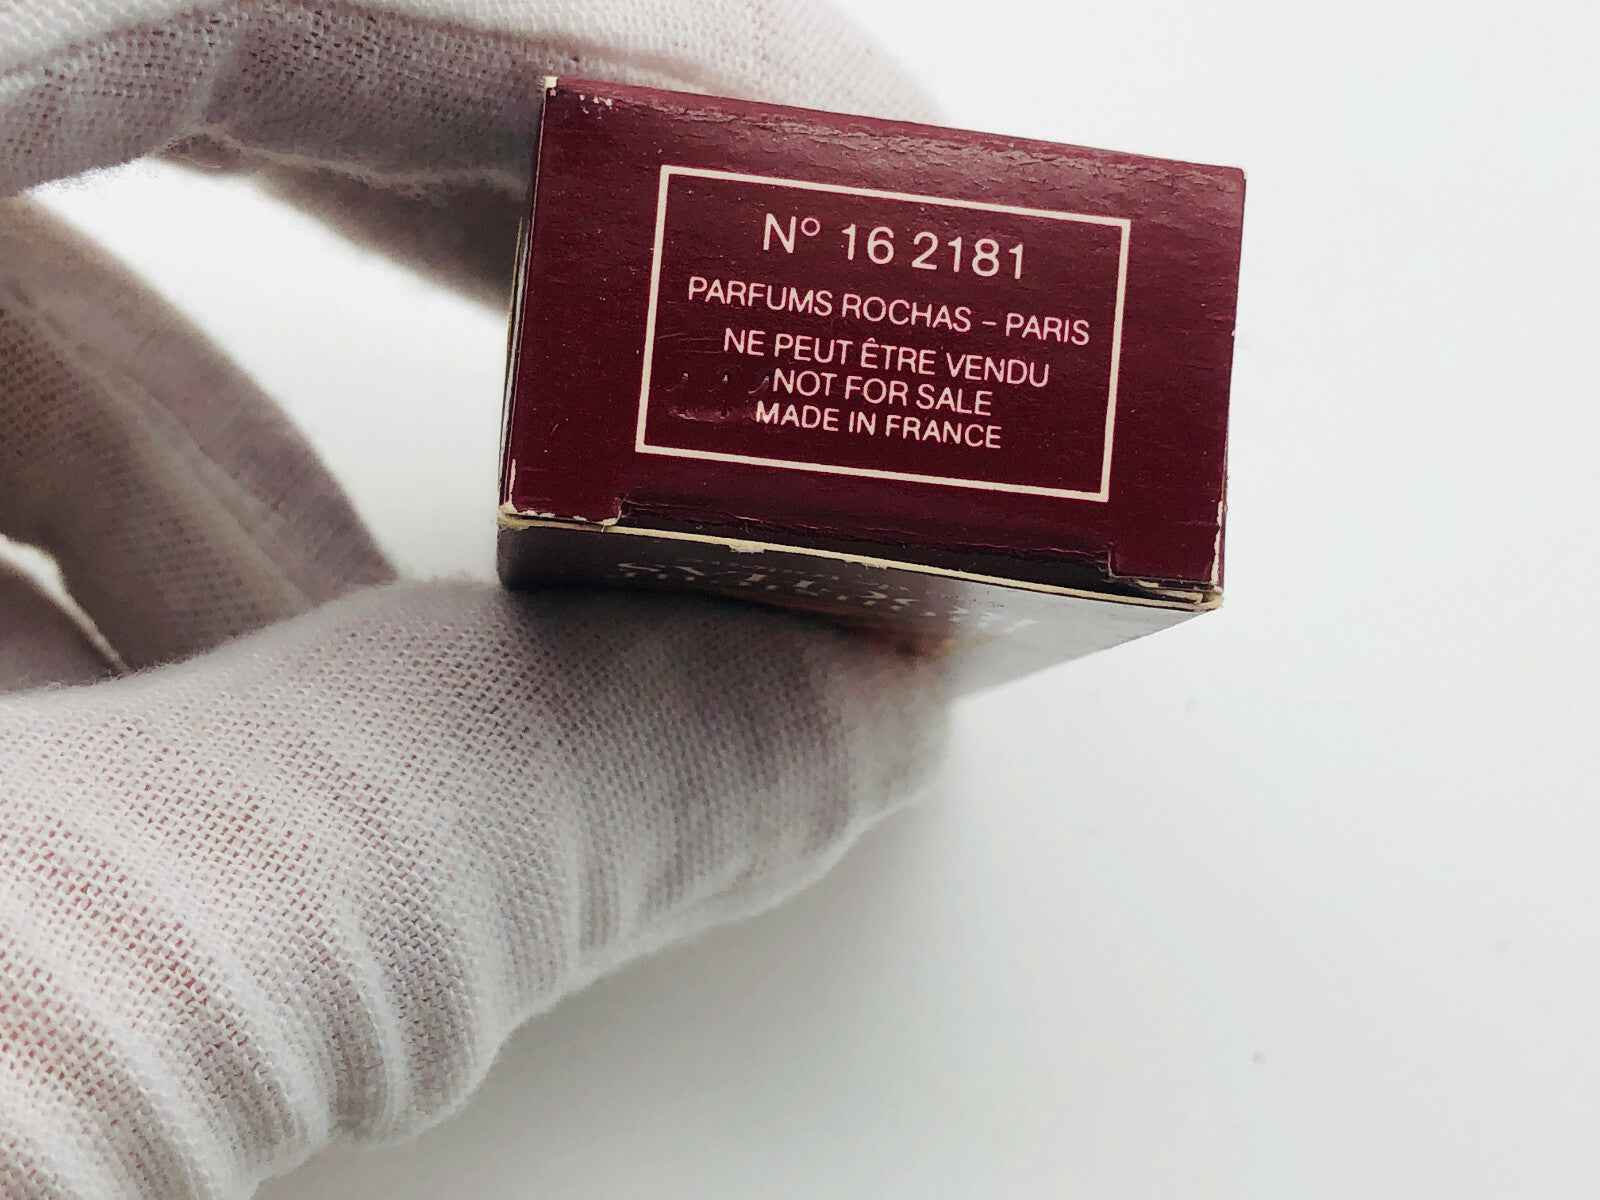 N° 16 2181
PARFUMS ROCHAS – PARIS
NE PEUT ÊTRE VENDU
NOT FOR SALE
MADE IN FRANCE